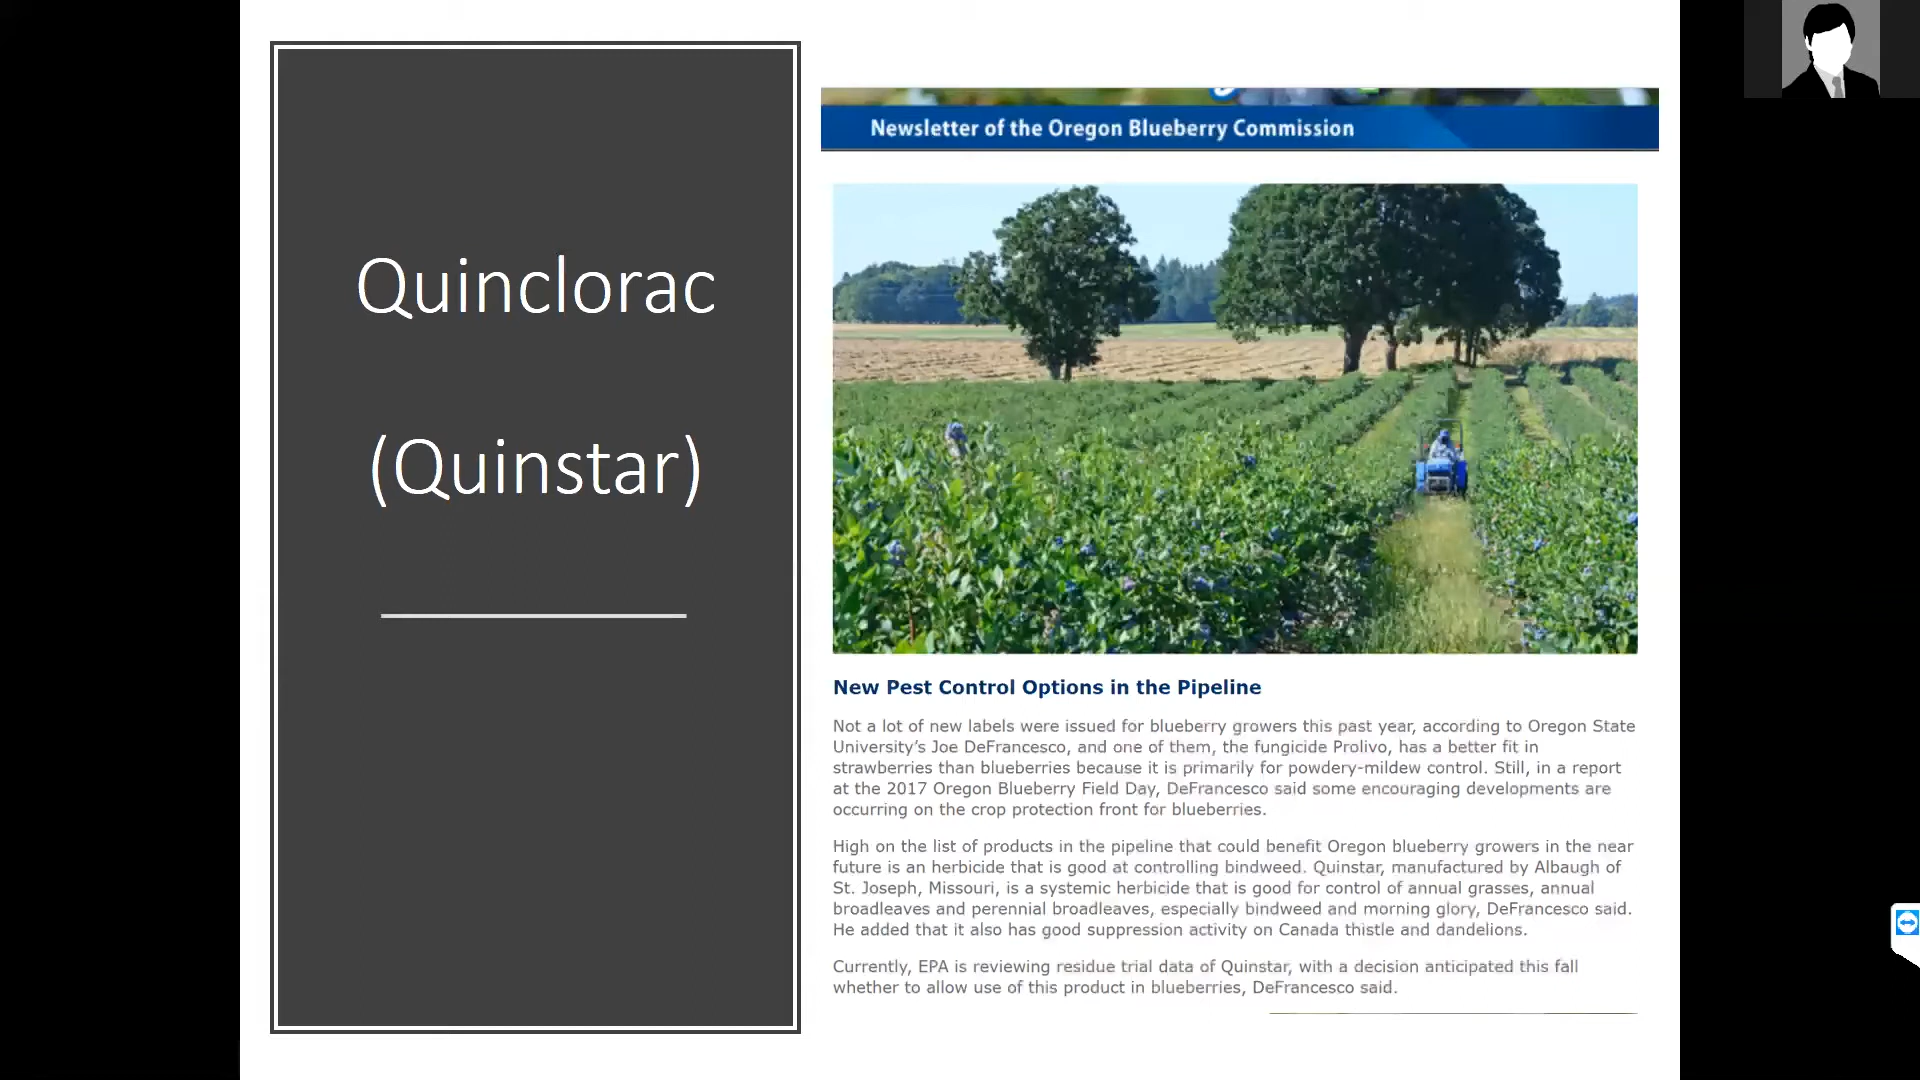 Quinclorac
(Quinstar)
Newsletter of the Oregon Blueberry Commission
New Pest Control Options in the Pipeline
Not a lot of new labels were issued for blueberry growers this past year, according to Oregon State
University’s Joe DeFrancesco, and one of them, the fungicide Prolivo, has a better fit in
strawberries than blueberries because it is primarily for powdery-mildew control. Still, in a report
at the 2017 Oregon Blueberry Field Day, DeFrancesco said some encouraging developments are
occurring on the crop protection front for blueberries.
High on the list of products in the pipeline that could benefit Oregon blueberry growers in the near
future is an herbicide that is good at controlling bindweed. Quinstar, manufactured by Albaugh of
St. Joseph, Missouri, is a systemic herbicide that is good for control of annual grasses, annual
broadleaves and perennial broadleaves, especially bindweed and morning glory, DeFrancesco said.
He added that it also has good suppression activity on Canada thistle and dandelions.
Currently, EPA is reviewing residue trial data of Quinstar, with a decision anticipated this fall
whether to allow use of this product in blueberries, DeFrancesco said.